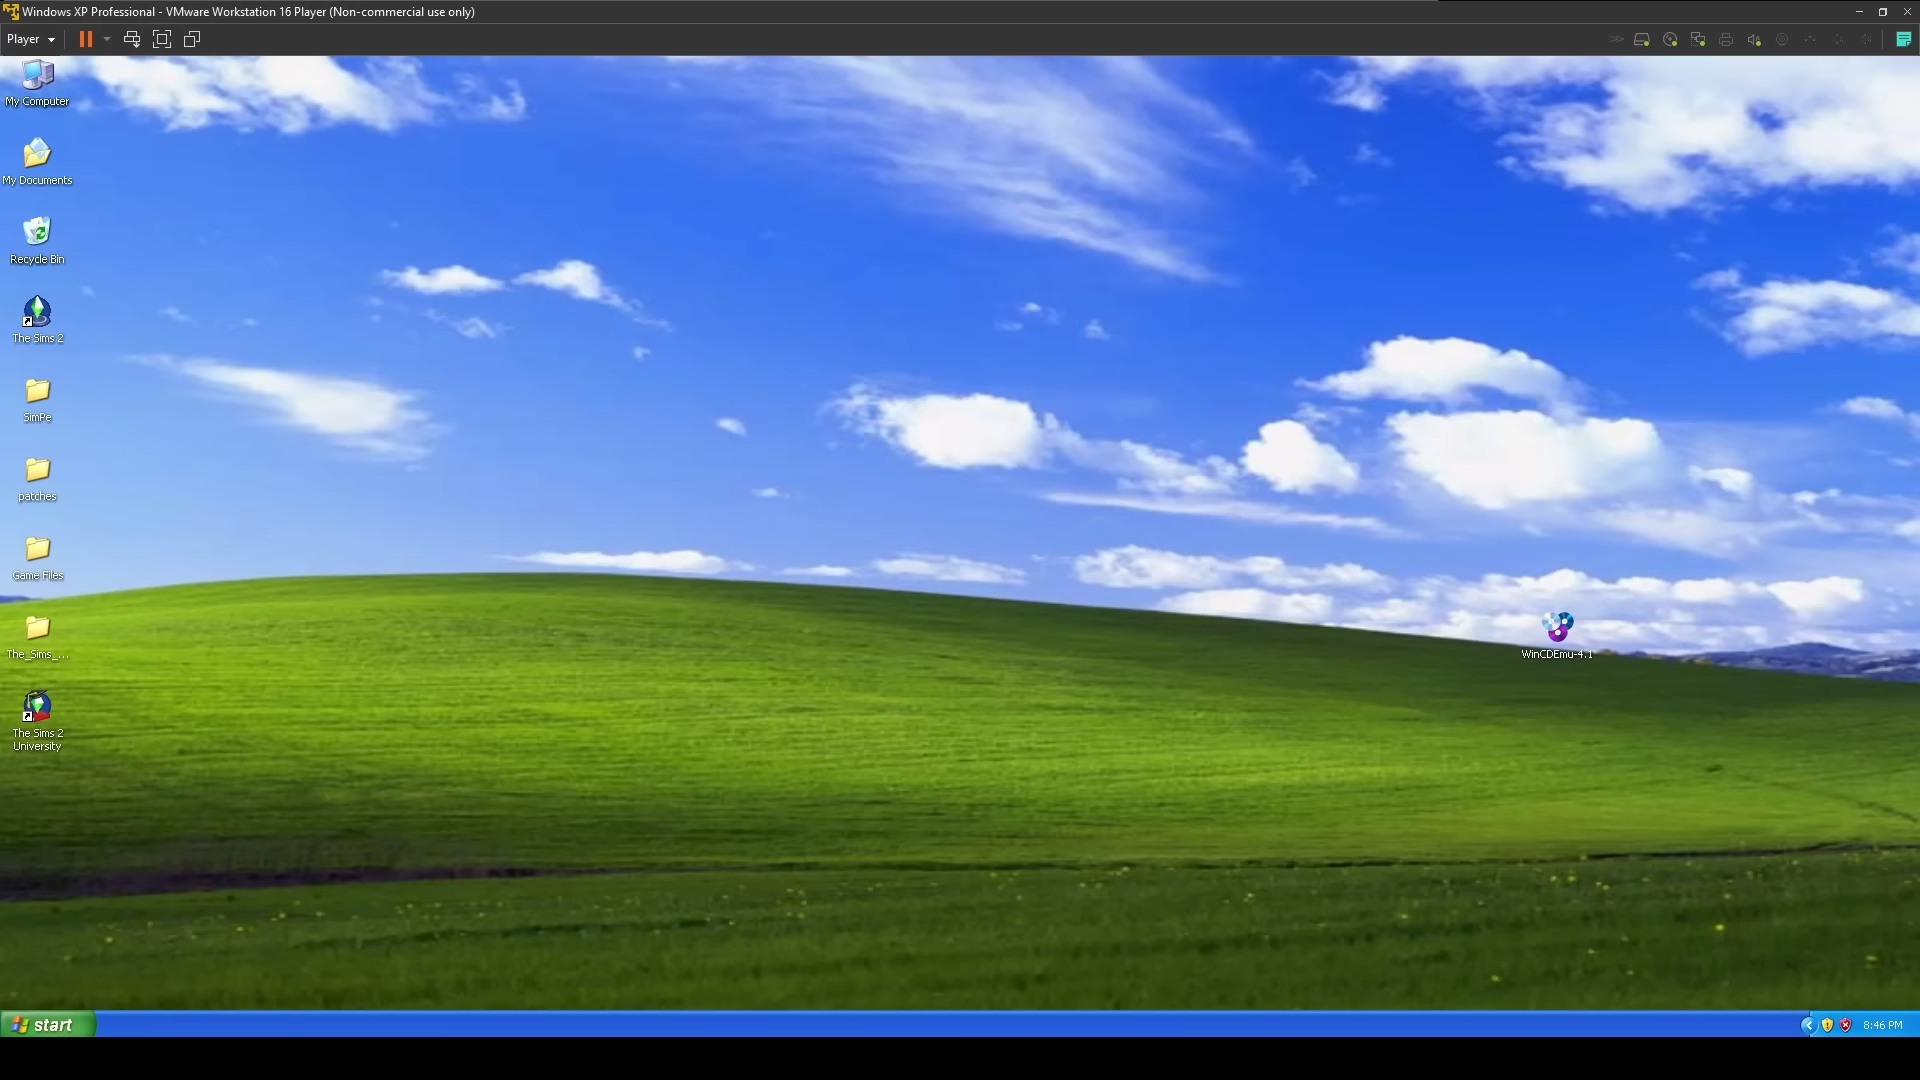 Windows XP Professional - VMware Workstation 16 Player (Non-commercial use only)
Player
My Computer
My Documents
Recycle Bin
The Sims 2
SimPe
patches
Game Files
The_Sims_...
The Sims 2
University
WinCDEmu-4.1
start
8:46 PM